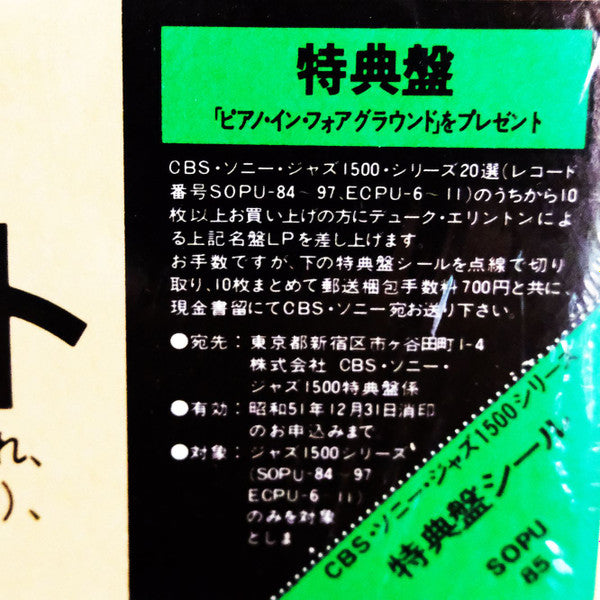 特典盤
「ピアノ・イン・フォアグラウンド」をプレゼント
CBS・ソニー・ジャズ1500・シリーズ20選(レコード
番号SOPU-84~97、ECPU-6~11)のうちから10
枚以上お買い上げの方にデューク・エリントンによ
る上記名盤LPを差し上げます
お手数ですが、下の特典盤シールを点線で切り
取り、10枚まとめて郵送梱包手数料700円と共に、
現金書留にてCBS・ソニー宛お送り下さい。
●宛先：東京都新宿区市ヶ谷田町1-4
株式会社 CBS・ソニー・
ジャズ1500特典盤係
●有効：昭和51年12月31日消印
のお申込みまで
●対象：ジャズ1500シリーズ
(SOPU-84~97
ECPU-6~11)
のみを対象
としま
CBS・ソニー・ジャズ1500シリーズ
特典盤シール
SOPU
85
ト
れ、
)、